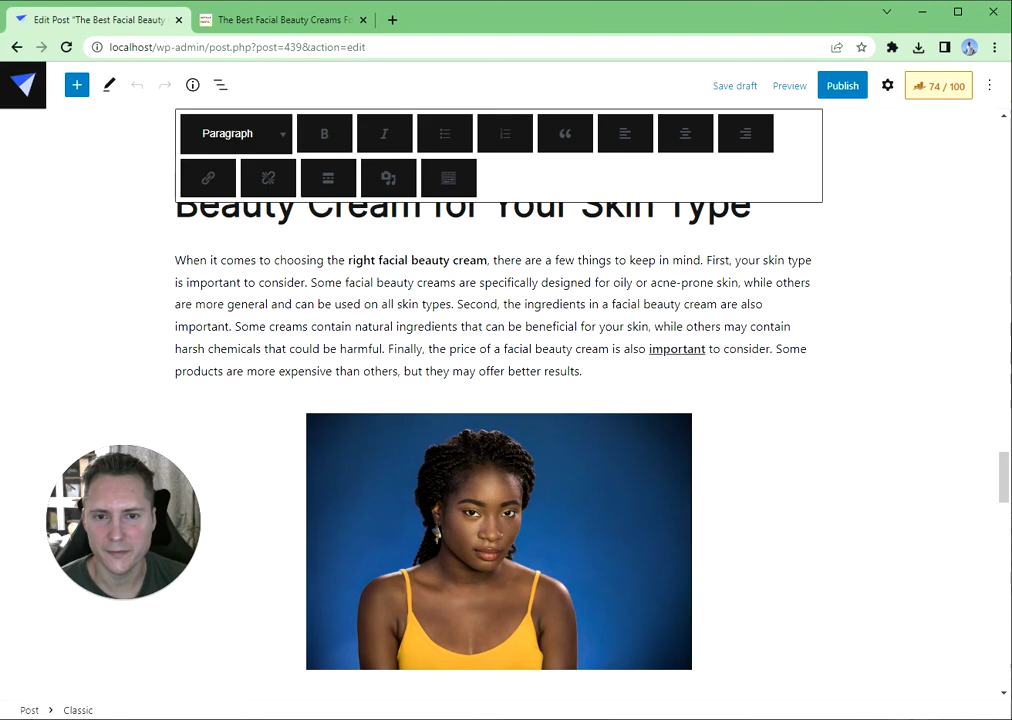 Edit Post "The Best Facial Beauty
The Best Facial Beauty Creams Fo
localhost/wp-admin/post.php?post=439&action=edit
Save draft
Preview
Publish
74 / 100
Paragraph
B
I
Beauty Cream for Your Skin Type
When it comes to choosing the right facial beauty cream, there are a few things to keep in mind. First, your skin type
is important to consider. Some facial beauty creams are specifically designed for oily or acne-prone skin, while others
are more general and can be used on all skin types. Second, the ingredients in a facial beauty cream are also
important. Some creams contain natural ingredients that can be beneficial for your skin, while others may contain
harsh chemicals that could be harmful. Finally, the price of a facial beauty cream is also important to consider. Some
products are more expensive than others, but they may offer better results.
Post
Classic